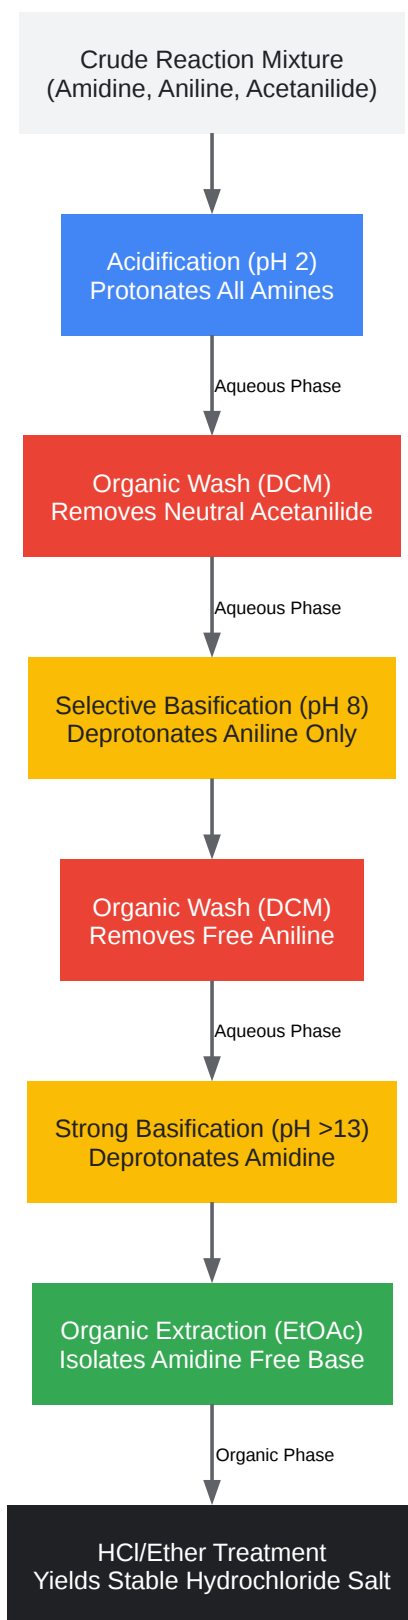 Crude Reaction Mixture
(Amidine, Aniline, Acetanilide)
Acidification (pH 2)
Protonates All Amines
Aqueous Phase
Organic Wash (DCM)
Removes Neutral Acetanilide
Aqueous Phase
Selective Basification (pH 8)
Deprotonates Aniline Only
Organic Wash (DCM)
Removes Free Aniline
Aqueous Phase
Strong Basification (pH >13)
Deprotonates Amidine
Organic Extraction (EtOAc)
Isolates Amidine Free Base
Organic Phase
HCl/Ether Treatment
Yields Stable Hydrochloride Salt